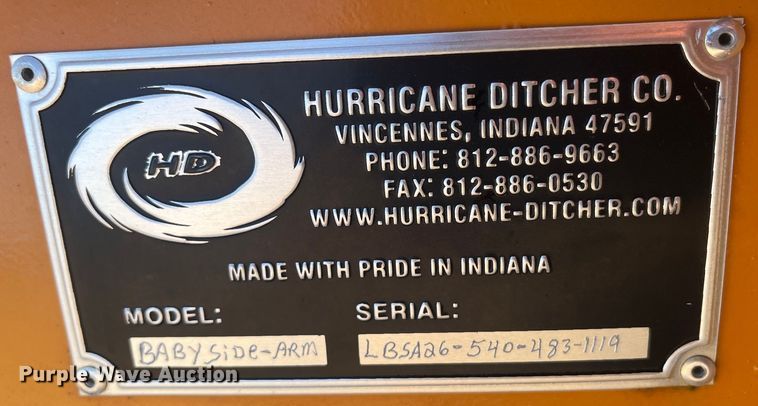 HURRICANE DITCHER CO.
VINCENNES, INDIANA 47591
PHONE: 812-886-9663
FAX: 812-886-0530
WWW.HURRICANE-DITCHER.COM
HD
MADE WITH PRIDE IN INDIANA
MODEL: SERIAL:
BABY SiDe-ARM LBSA26-540-483-1119
Purple Wave Auction